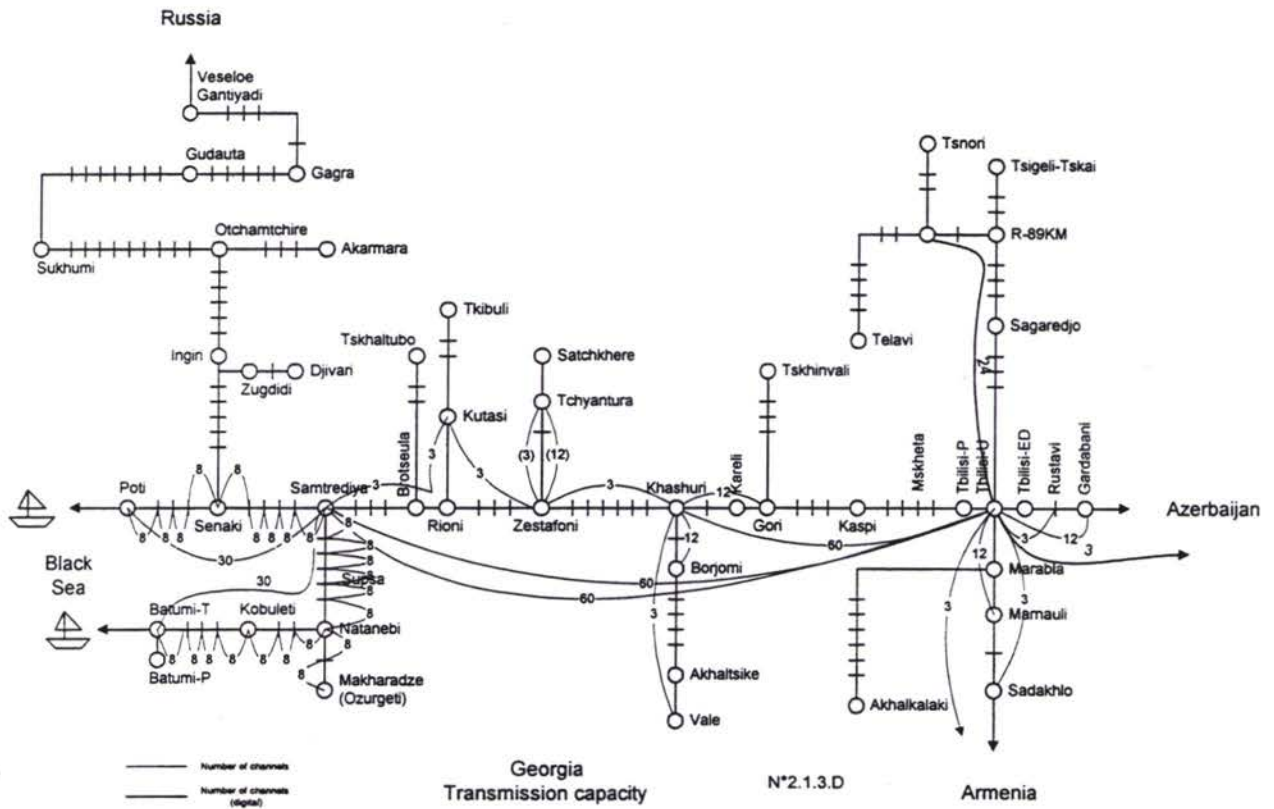 Russia
Veseloe
Gantiyadi
Gudauta
Gagra
Otchamtchire
Akarmara
Sukhumi
Ingiri
Zugdidi
Djivari
Tsnori
Tsigeli-Tskai
R-89KM
Telavi
Sagaredjo
24
Tkibuli
Tskhaltubo
Satchkhere
Tchyantura
Kutasi
Tskhinvali
3
(3)
(12)
3
8
8
Poti
Senaki
Samtrediya
3
Brotseula
Rioni
Zestafoni
3
Khashuri
Kareli
12
Gori
Kaspi
Mskheta
Tbilisi-P
Tbilisi-U
Tbilisi-ED
Rustavi
Gardabani
Azerbaijan
8
8
8
8
8
8
8
30
60
60
60
3
12
3
Black
Sea
30
Supsa
8
8
8
8
12
Borjomi
3
12
Marabla
Marnauli
3
3
Batumi-T
Kobuleti
Natanebi
8
8
8
8
8
8
8
8
8
Batumi-P
Makharadze
(Ozurgeti)
Akhaltsike
Vale
Akhalkalaki
Sadakhlo
Number of channels
Number of channels
(digital)
Georgia
Transmission capacity
N*2.1.3.D
Armenia